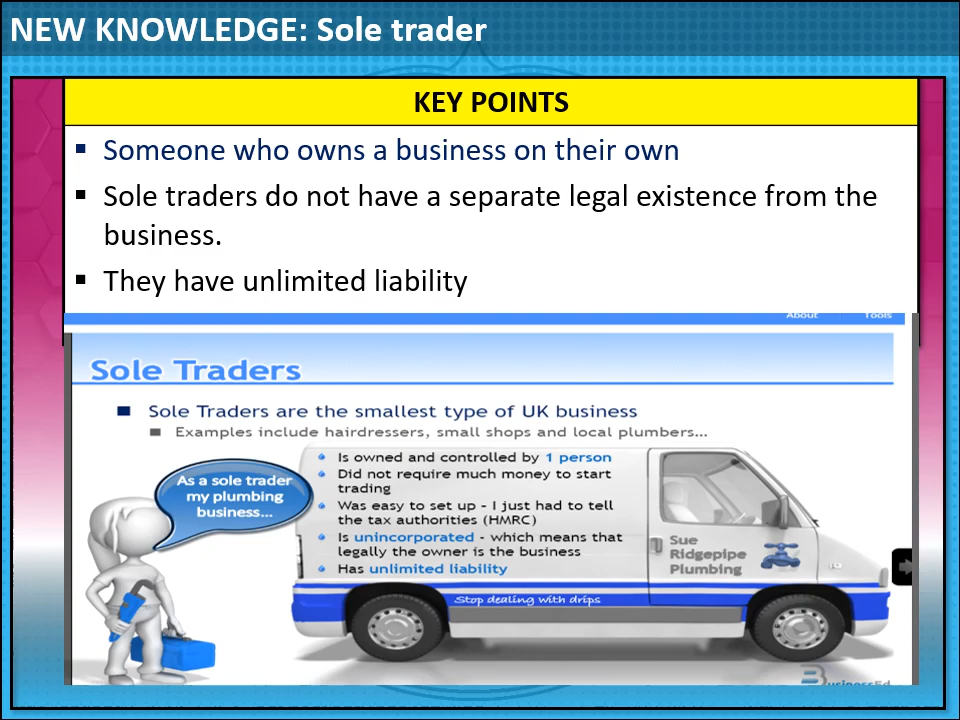 NEW KNOWLEDGE: Sole trader
KEY POINTS
▪ Someone who owns a business on their own
▪ Sole traders do not have a separate legal existence from the
business.
▪ They have unlimited liability
About Tools
Sole Traders
■ Sole Traders are the smallest type of UK business
■ Examples include hairdressers, small shops and local plumbers...
As a sole trader
my plumbing
business...
Is owned and controlled by 1 person
Did not require much money to start
trading
Was easy to set up - I just had to tell
the tax authorities (HMRC)
Is unincorporated - which means that
legally the owner is the business
Has unlimited liability
Sue
Ridgepipe
Plumbing
Stop dealing with drips
BusinessEd